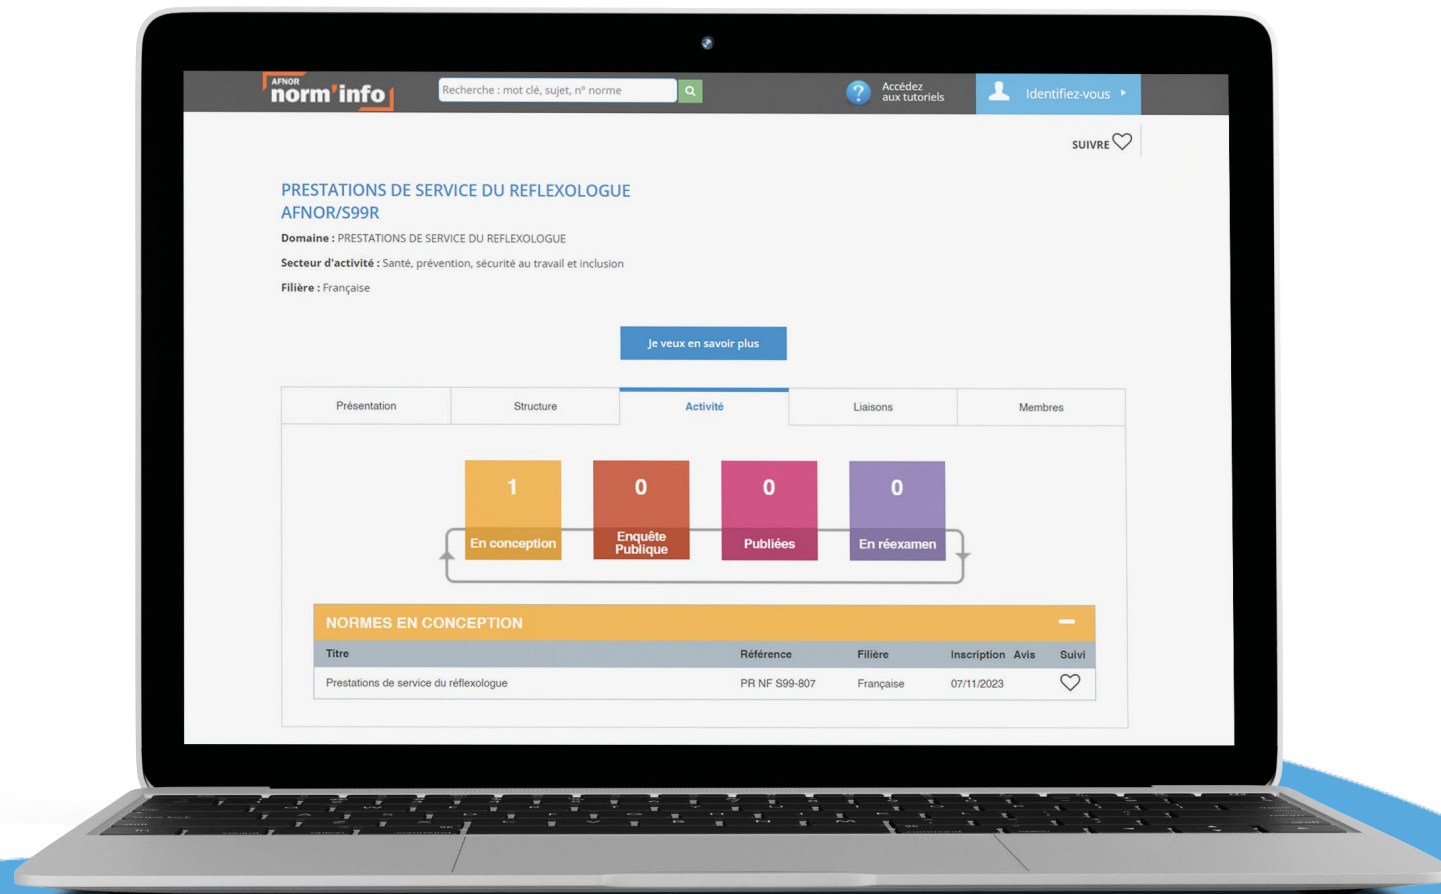 AFNOR
norm'info
Recherche : mot clé, sujet, n° norme
Accédez
aux tutoriels
Identifiez-vous
SUIVRE
PRESTATIONS DE SERVICE DU REFLEXOLOGUE
AFNOR/S99R
Domaine : PRESTATIONS DE SERVICE DU REFLEXOLOGUE
Secteur d'activité : Santé, prévention, sécurité au travail et inclusion
Filière : Française
Je veux en savoir plus
Présentation Structure Activité Liaisons Membres
1 0 0 0
En conception Enquête Publique Publiées En réexamen
NORMES EN CONCEPTION
Titre Référence Filière Inscription Avis Suivi
Prestations de service du réflexologue PR NF S99-807 Française 07/11/2023